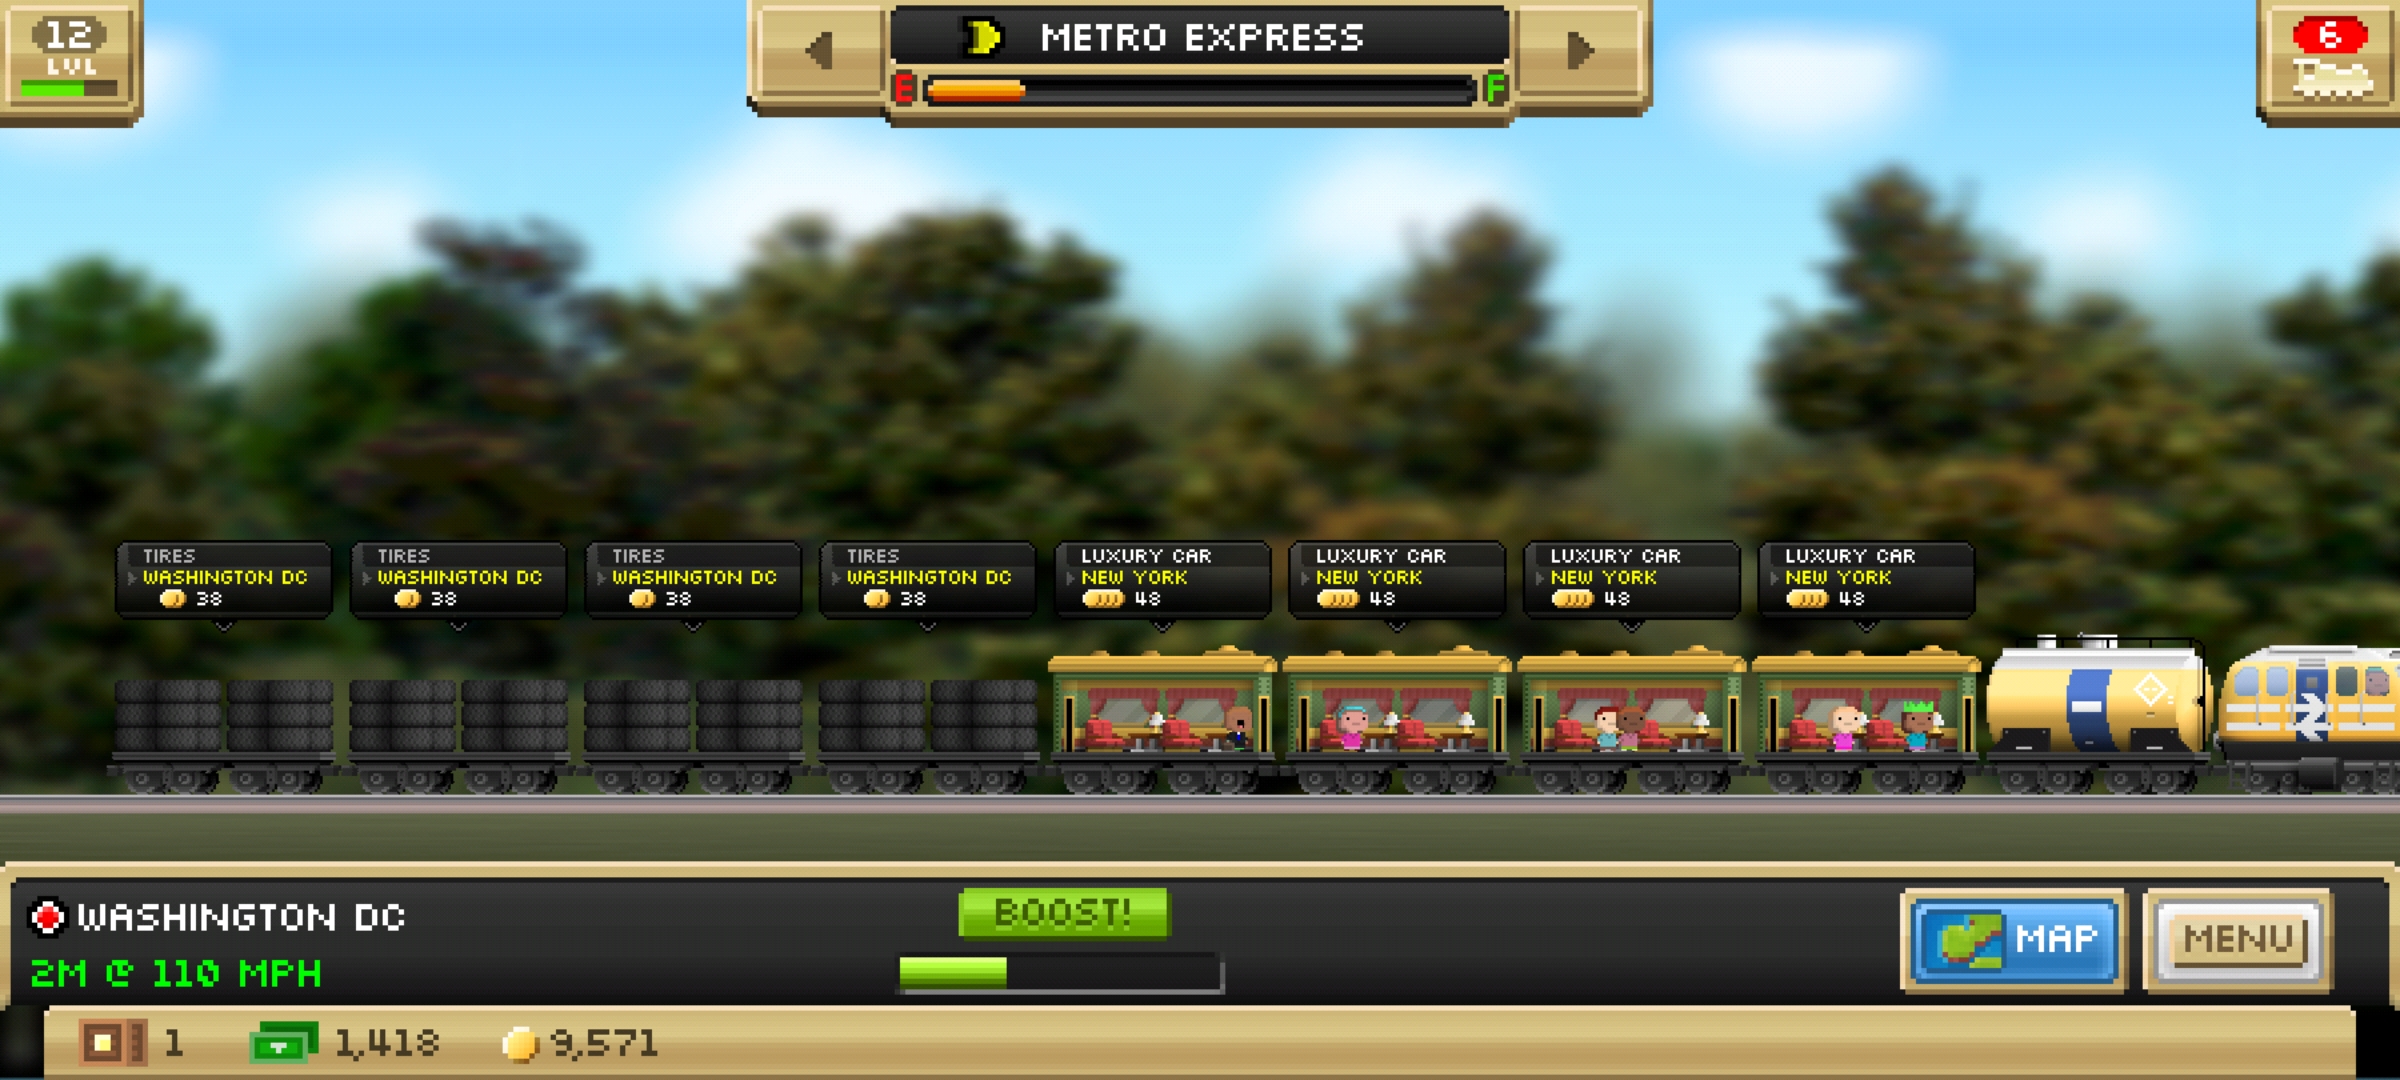 12
LVL
METRO EXPRESS
E F
6
TIRES
WASHINGTON DC
38
TIRES
WASHINGTON DC
38
TIRES
WASHINGTON DC
38
TIRES
WASHINGTON DC
38
LUXURY CAR
NEW YORK
48
LUXURY CAR
NEW YORK
48
LUXURY CAR
NEW YORK
48
LUXURY CAR
NEW YORK
48
WASHINGTON DC
2M @ 110 MPH
BOOST!
MAP
MENU
1 1,418 9,571